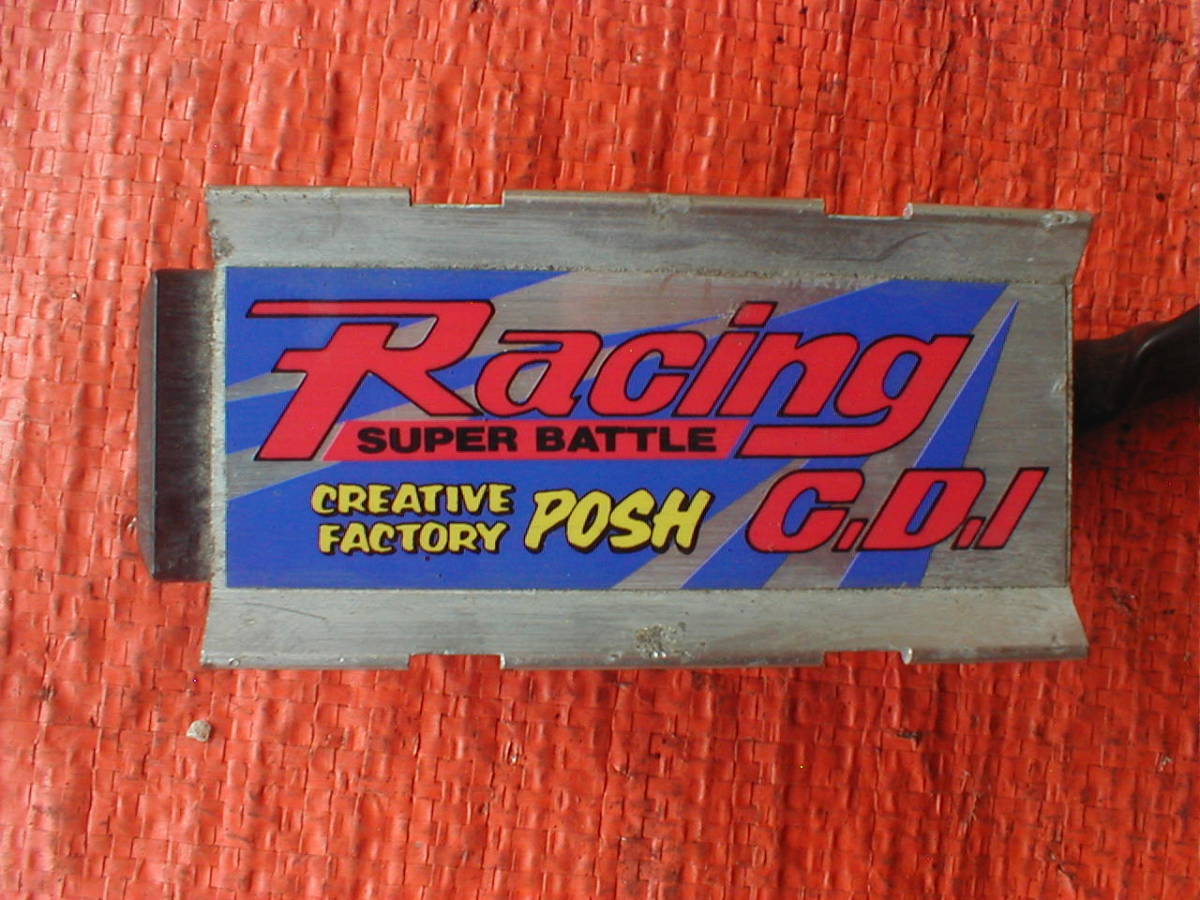 Racing
SUPER BATTLE
CREATIVE
FACTORY POSH
C.D.I